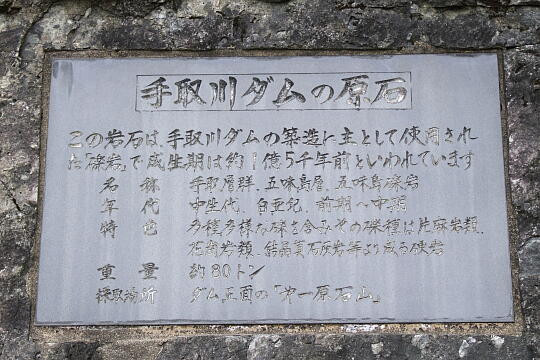 手取川ダムの原石
この岩石は、手取川ダムの築造に主として使用され
た「礫岩」で成生期は約1億5千年前といわれています
名称 手取層群、五味島層、五味島礫岩
年代 中生代、白亜紀、前期〜中期
特色 多種多様な礫を含みその礫種は片麻岩類、
花崗岩類、結晶質石灰岩等より成る硬岩
重量 約80トン
採取場所 ダム正面の「第一原石山」